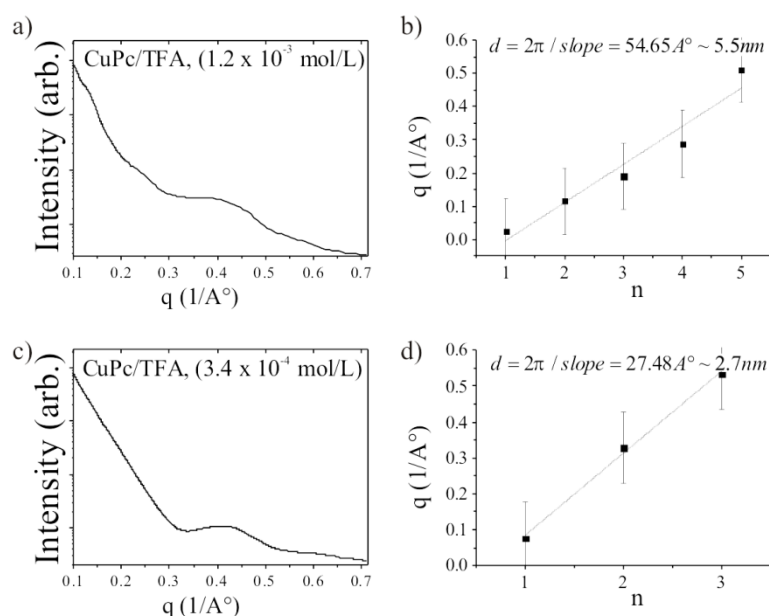 a)
CuPc/TFA, (1.2 x 10⁻³ mol/L)
Intensity (arb.)
0.1 0.2 0.3 0.4 0.5 0.6 0.7
q (1/A°)
b)
d = 2π / slope = 54.65A° ~ 5.5nm
q (1/A°)
0.6
0.5
0.4
0.3
0.2
0.1
0.0
1 2 3 4 5
n
c)
CuPc/TFA, (3.4 x 10⁻⁴ mol/L)
Intensity (arb.)
0.1 0.2 0.3 0.4 0.5 0.6 0.7
q (1/A°)
d)
d = 2π / slope = 27.48A° ~ 2.7nm
q (1/A°)
0.6
0.5
0.4
0.3
0.2
0.1
0.0
1 2 3
n